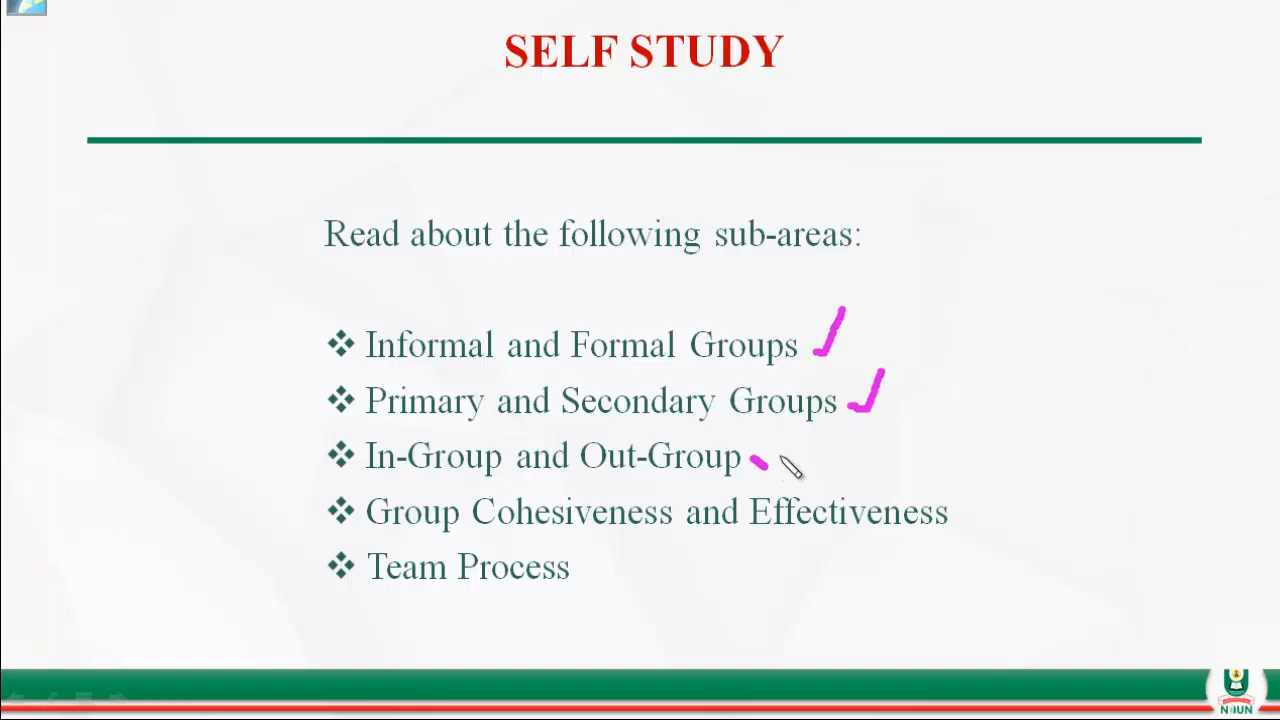 SELF STUDY
Read about the following sub-areas:
Informal and Formal Groups
Primary and Secondary Groups
In-Group and Out-Group
Group Cohesiveness and Effectiveness
Team Process
NOUN